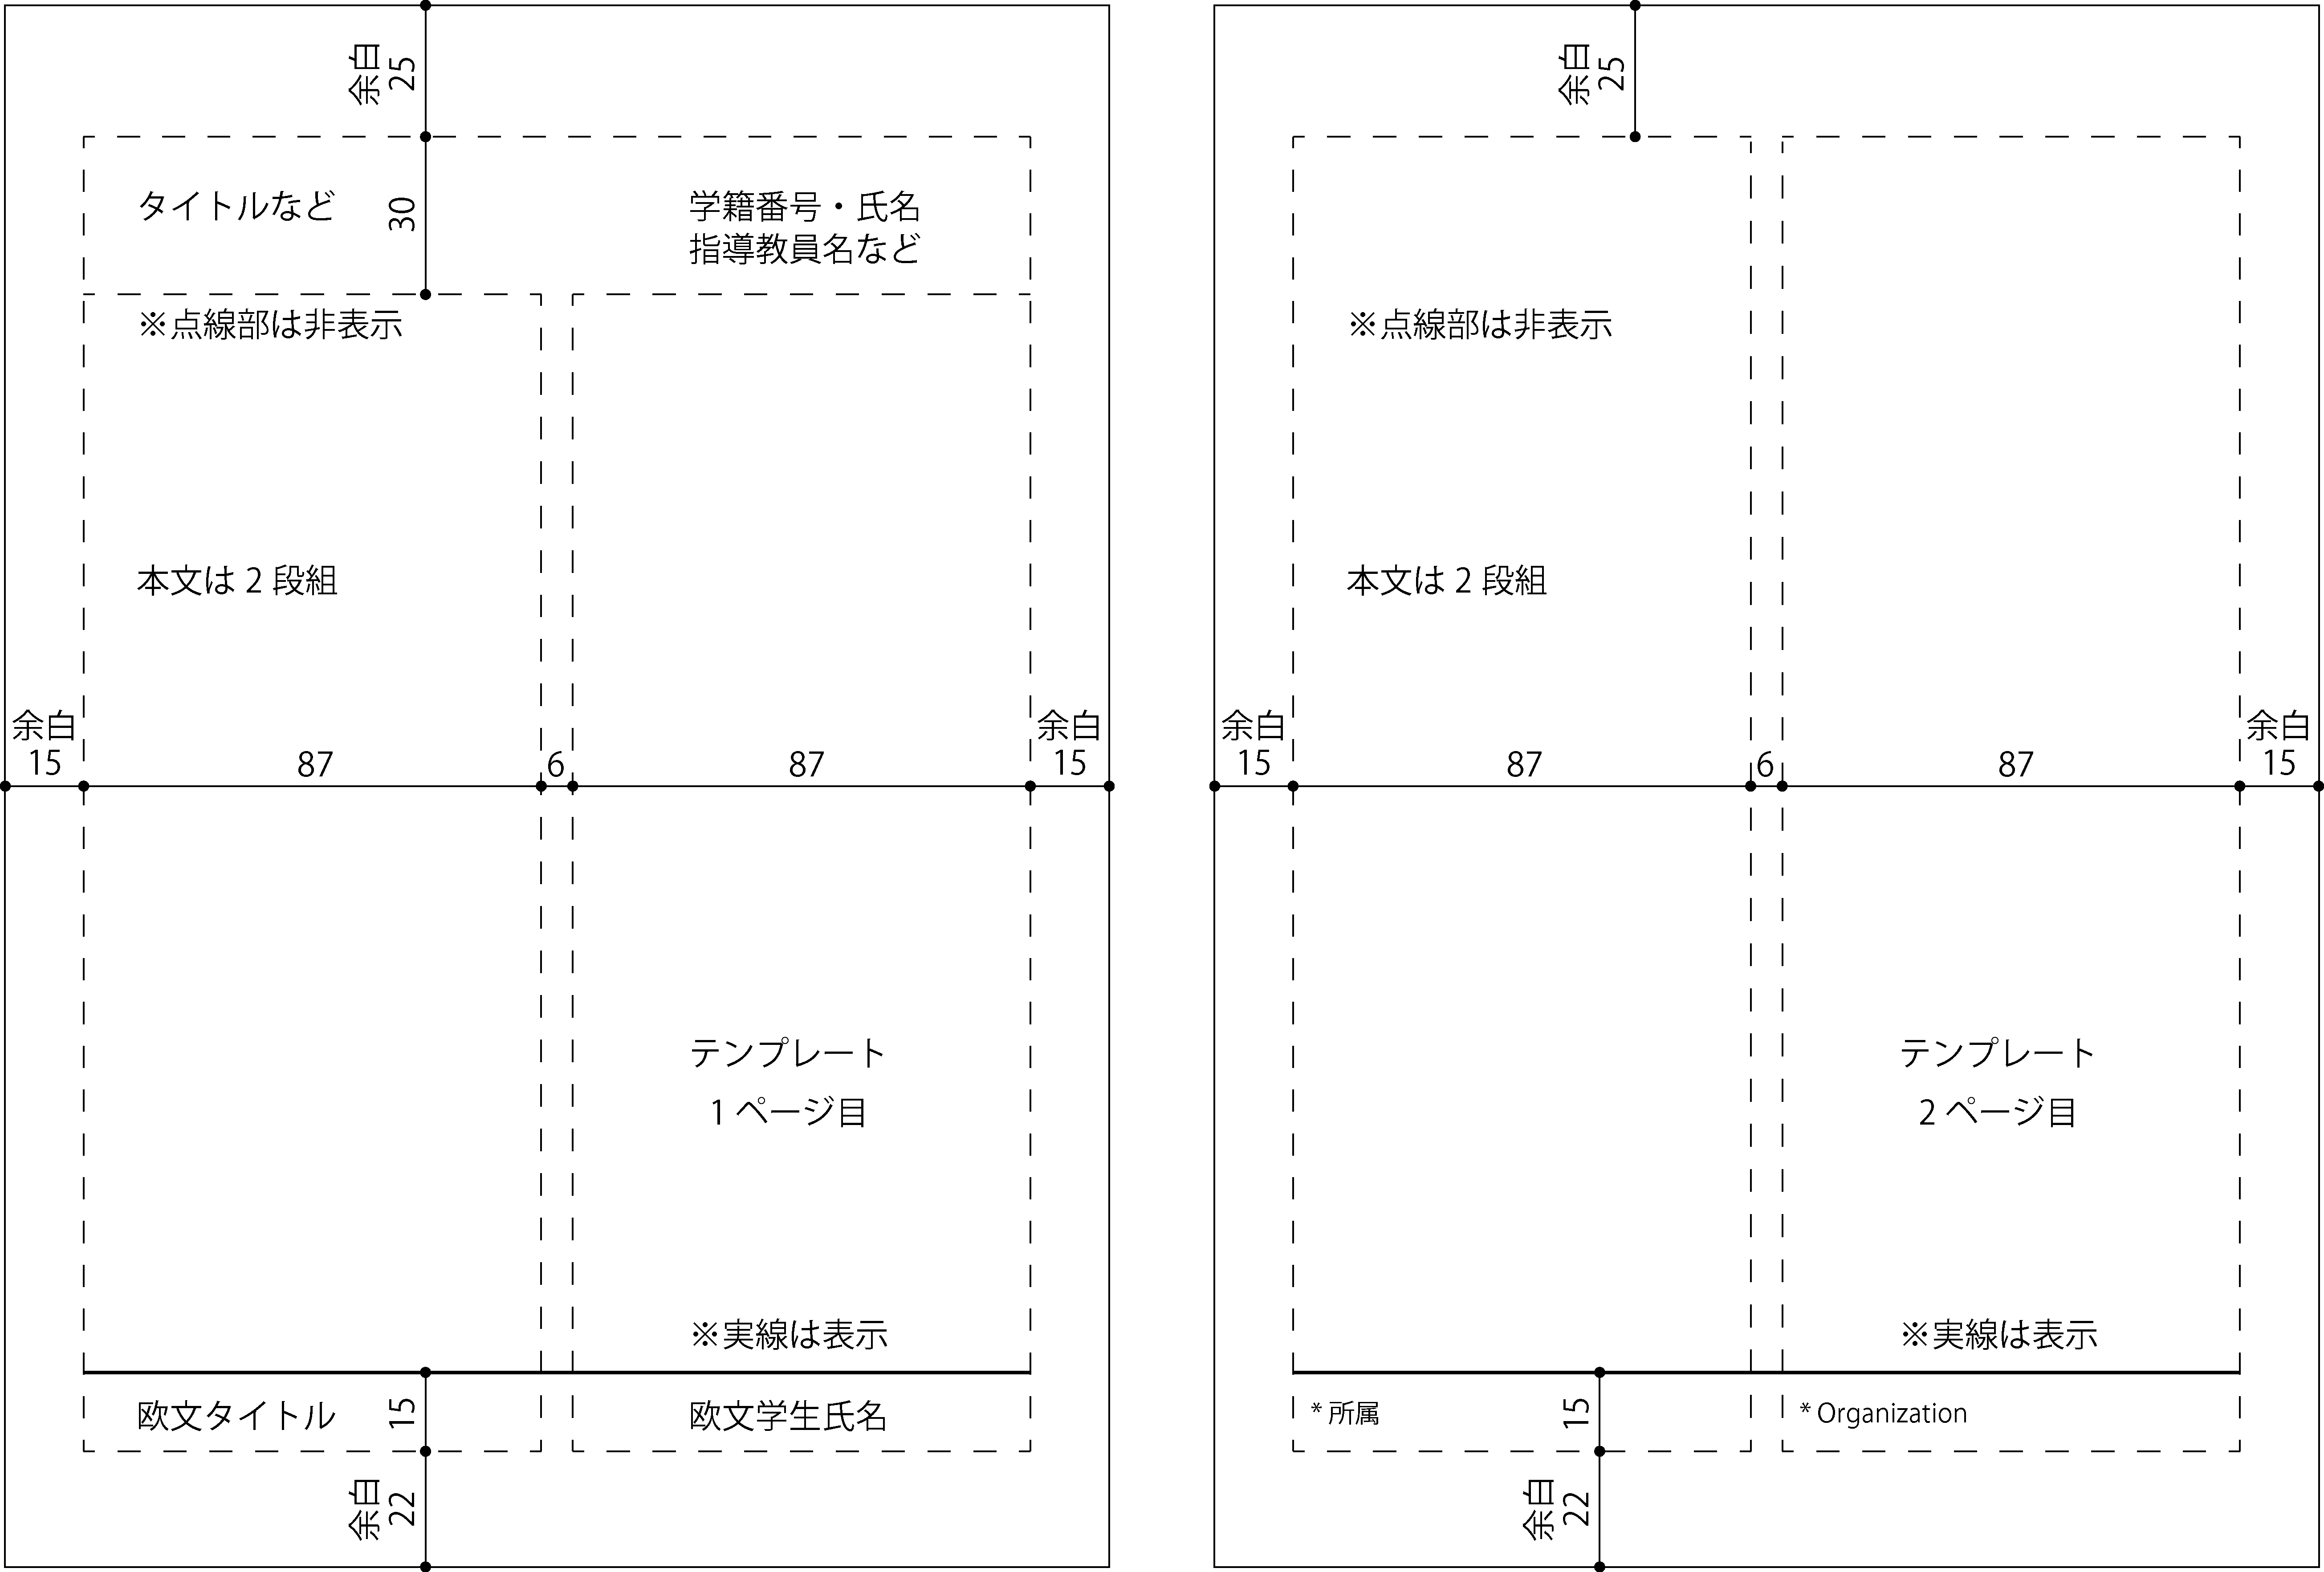 余白
25
タイトルなど
30
学籍番号・氏名
指導教員名など
※点線部は非表示
本文は 2 段組
余白
15
87
6
87
余白
15
テンプレート
1 ページ目
※実線は表示
欧文タイトル
15
欧文学生氏名
余白
22
余白
25
※点線部は非表示
本文は 2 段組
余白
15
87
6
87
余白
15
テンプレート
2 ページ目
※実線は表示
* 所属
15
* Organization
余白
22